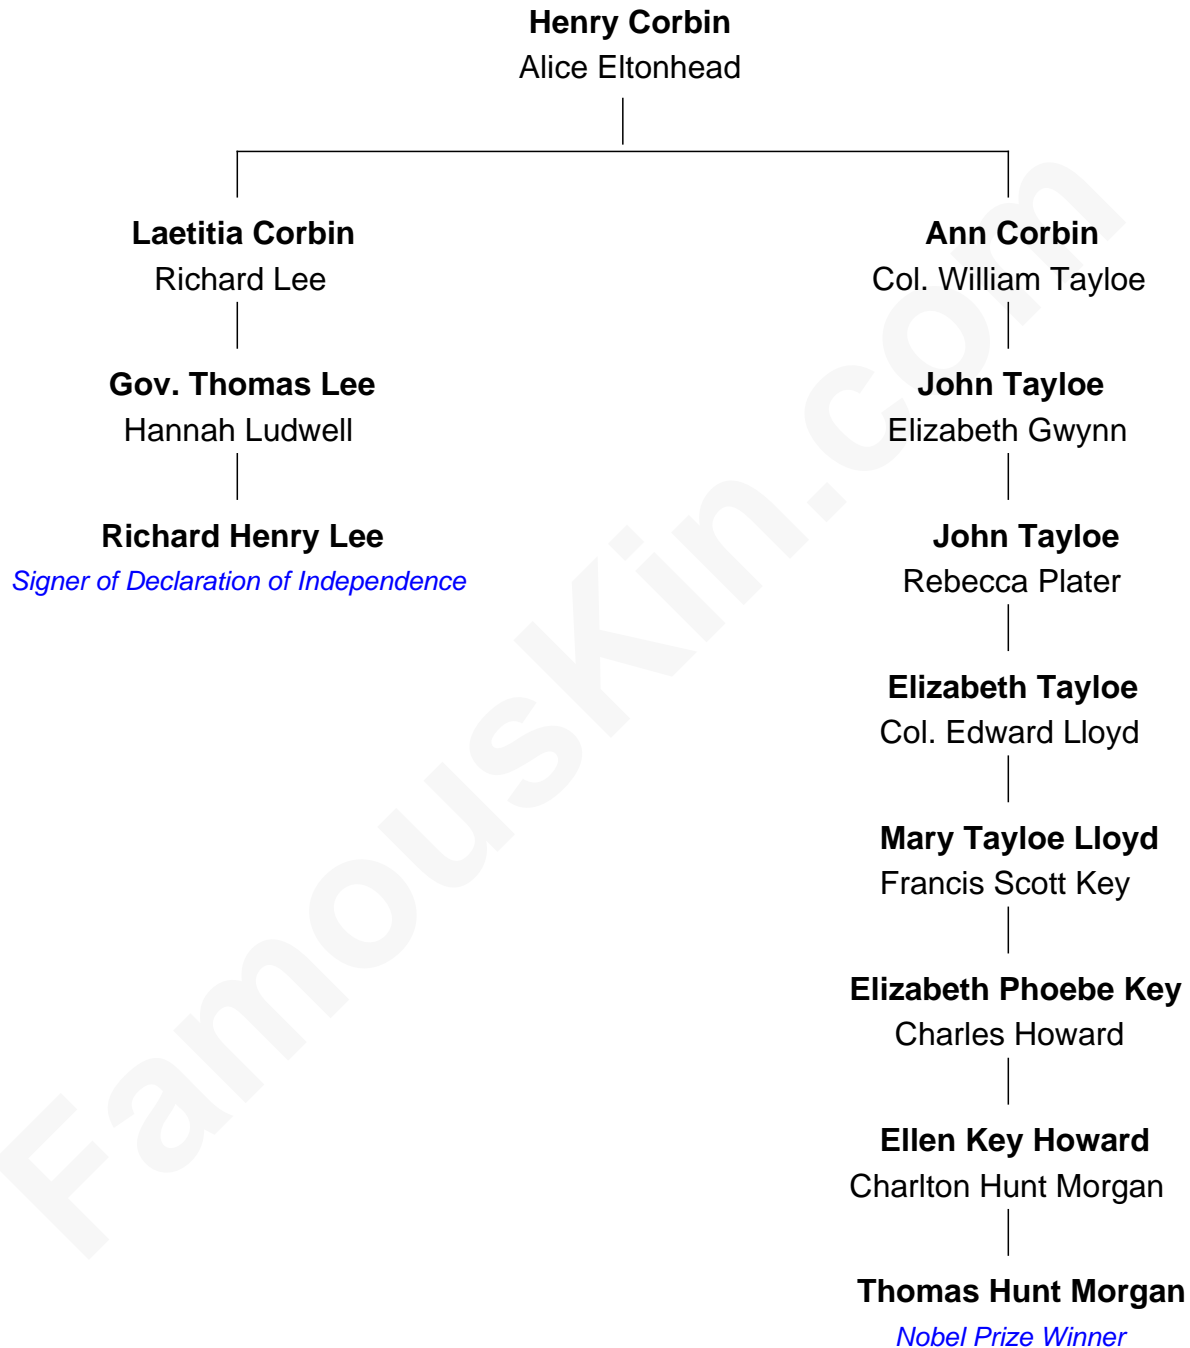 Henry Corbin
Alice Eltonhead
Laetitia Corbin
Richard Lee
Ann Corbin
Col. William Tayloe
Gov. Thomas Lee
Hannah Ludwell
John Tayloe
Elizabeth Gwynn
Richard Henry Lee
Signer of Declaration of Independence
John Tayloe
Rebecca Plater
Elizabeth Tayloe
Col. Edward Lloyd
Mary Tayloe Lloyd
Francis Scott Key
Elizabeth Phoebe Key
Charles Howard
Ellen Key Howard
Charlton Hunt Morgan
Thomas Hunt Morgan
Nobel Prize Winner
FamousKin.com